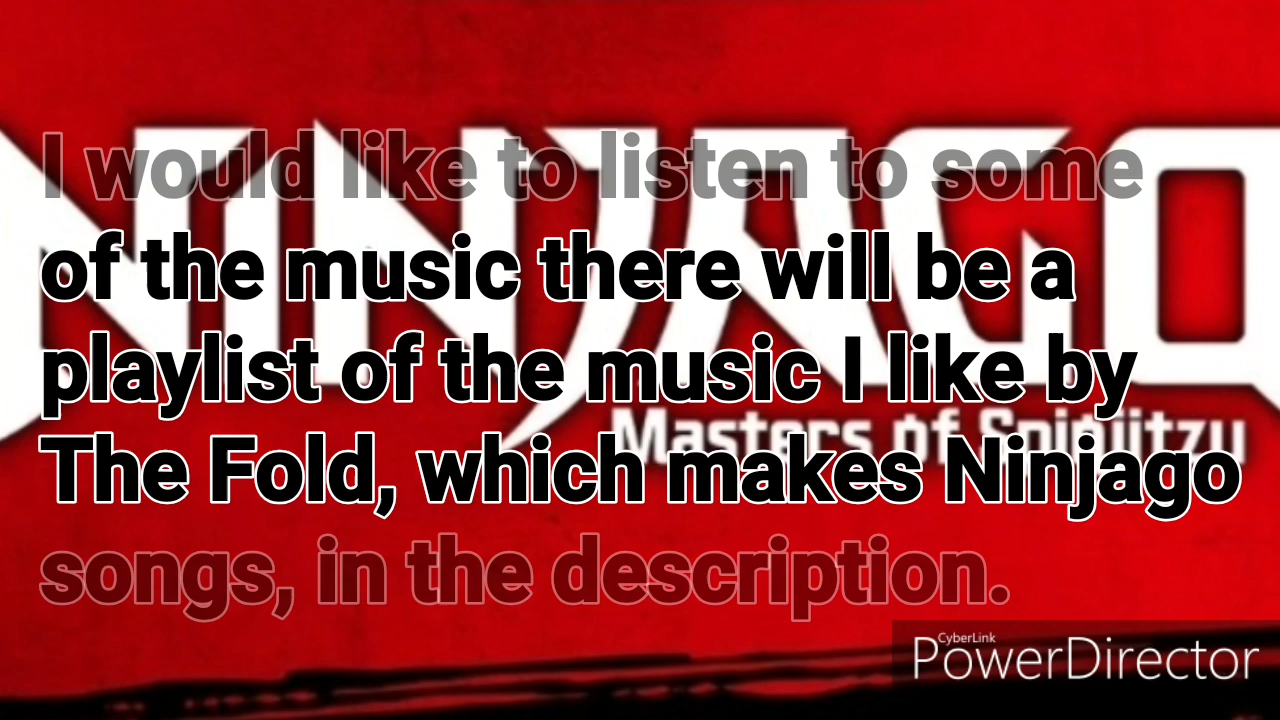 NINJAGO
I would like to listen to some
of the music there will be a
playlist of the music I like by
Masters of Spinjitzu
The Fold, which makes Ninjago
songs, in the description.
CyberLink
PowerDirector